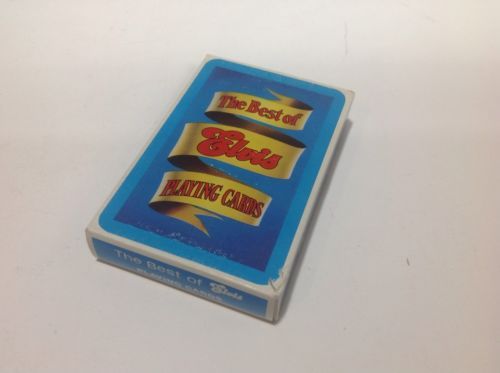 The Best of
Elvis
PLAYING CARDS
The Best of Elvis
PLAYING CARDS